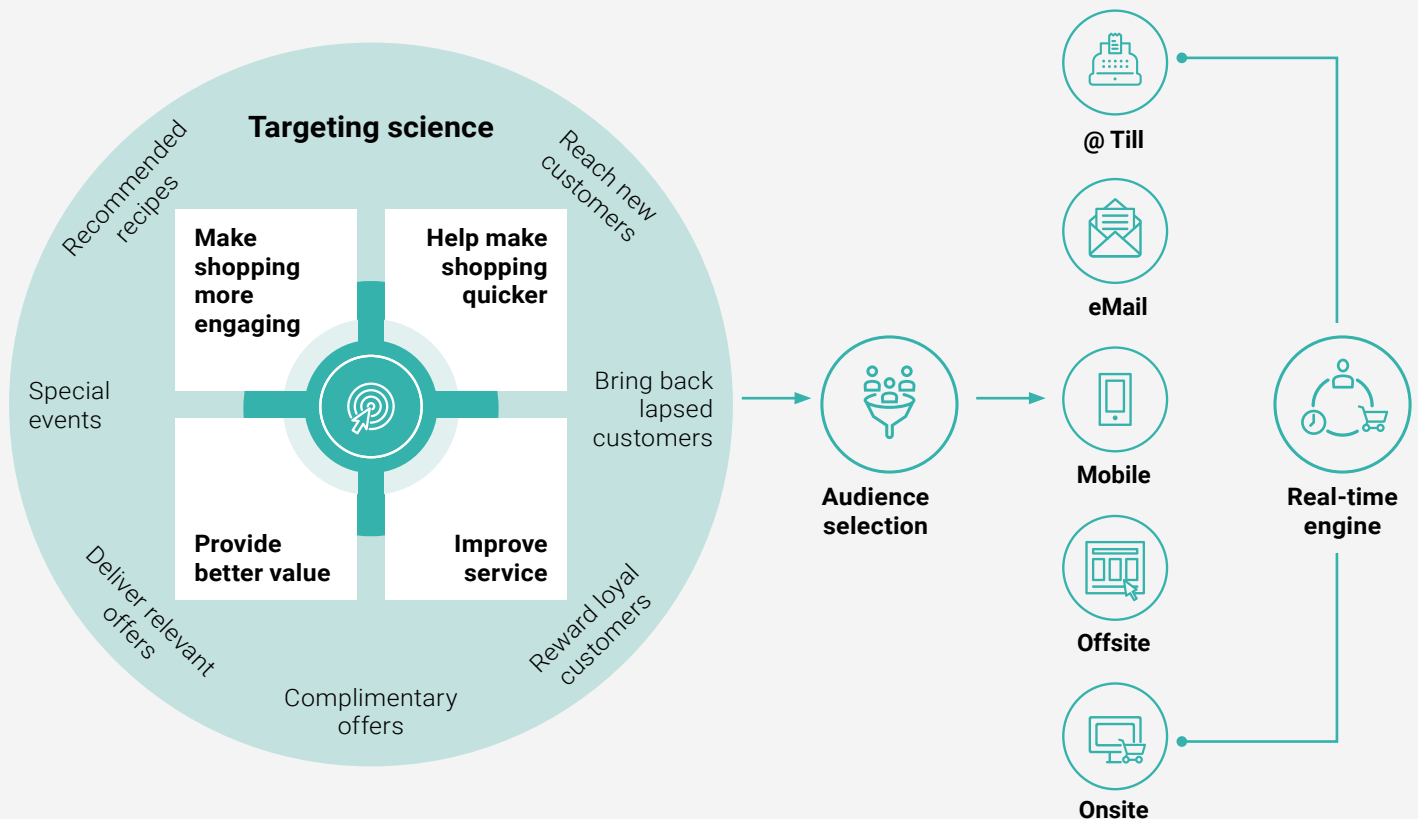 Targeting science
Recommended
recipes
Reach new
customers
Make
shopping
more
engaging
Help make
shopping
quicker
Special
events
Bring back
lapsed
customers
Provide
better value
Improve
service
Deliver relevant
offers
Reward loyal
customers
Complimentary
offers
Audience
selection
@ Till
eMail
Mobile
Offsite
Onsite
Real-time
engine